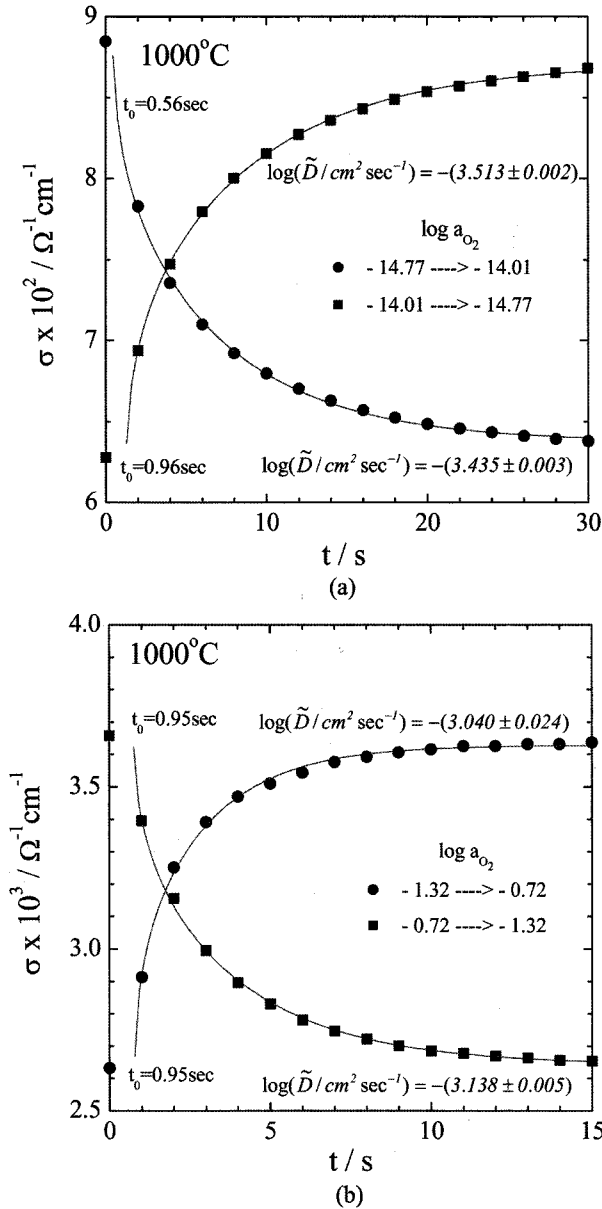 1000°C
t₀=0.56sec
log(D̃/cm² sec⁻¹) = −(3.513 ± 0.002)
log a_O₂
● - 14.77 ----> - 14.01
■ - 14.01 ----> - 14.77
t₀=0.96sec
log(D̃/cm² sec⁻¹) = −(3.435 ± 0.003)
σ x 10² / Ω⁻¹cm⁻¹
9
8
7
6
0 10 20 30
t / s
(a)
1000°C
t₀=0.95sec
log(D̃/cm² sec⁻¹) = −(3.040 ± 0.024)
log a_O₂
● - 1.32 ----> - 0.72
■ - 0.72 ----> - 1.32
t₀=0.95sec
log(D̃/cm² sec⁻¹) = −(3.138 ± 0.005)
σ x 10³ / Ω⁻¹cm⁻¹
4.0
3.5
3.0
2.5
0 5 10 15
t / s
(b)